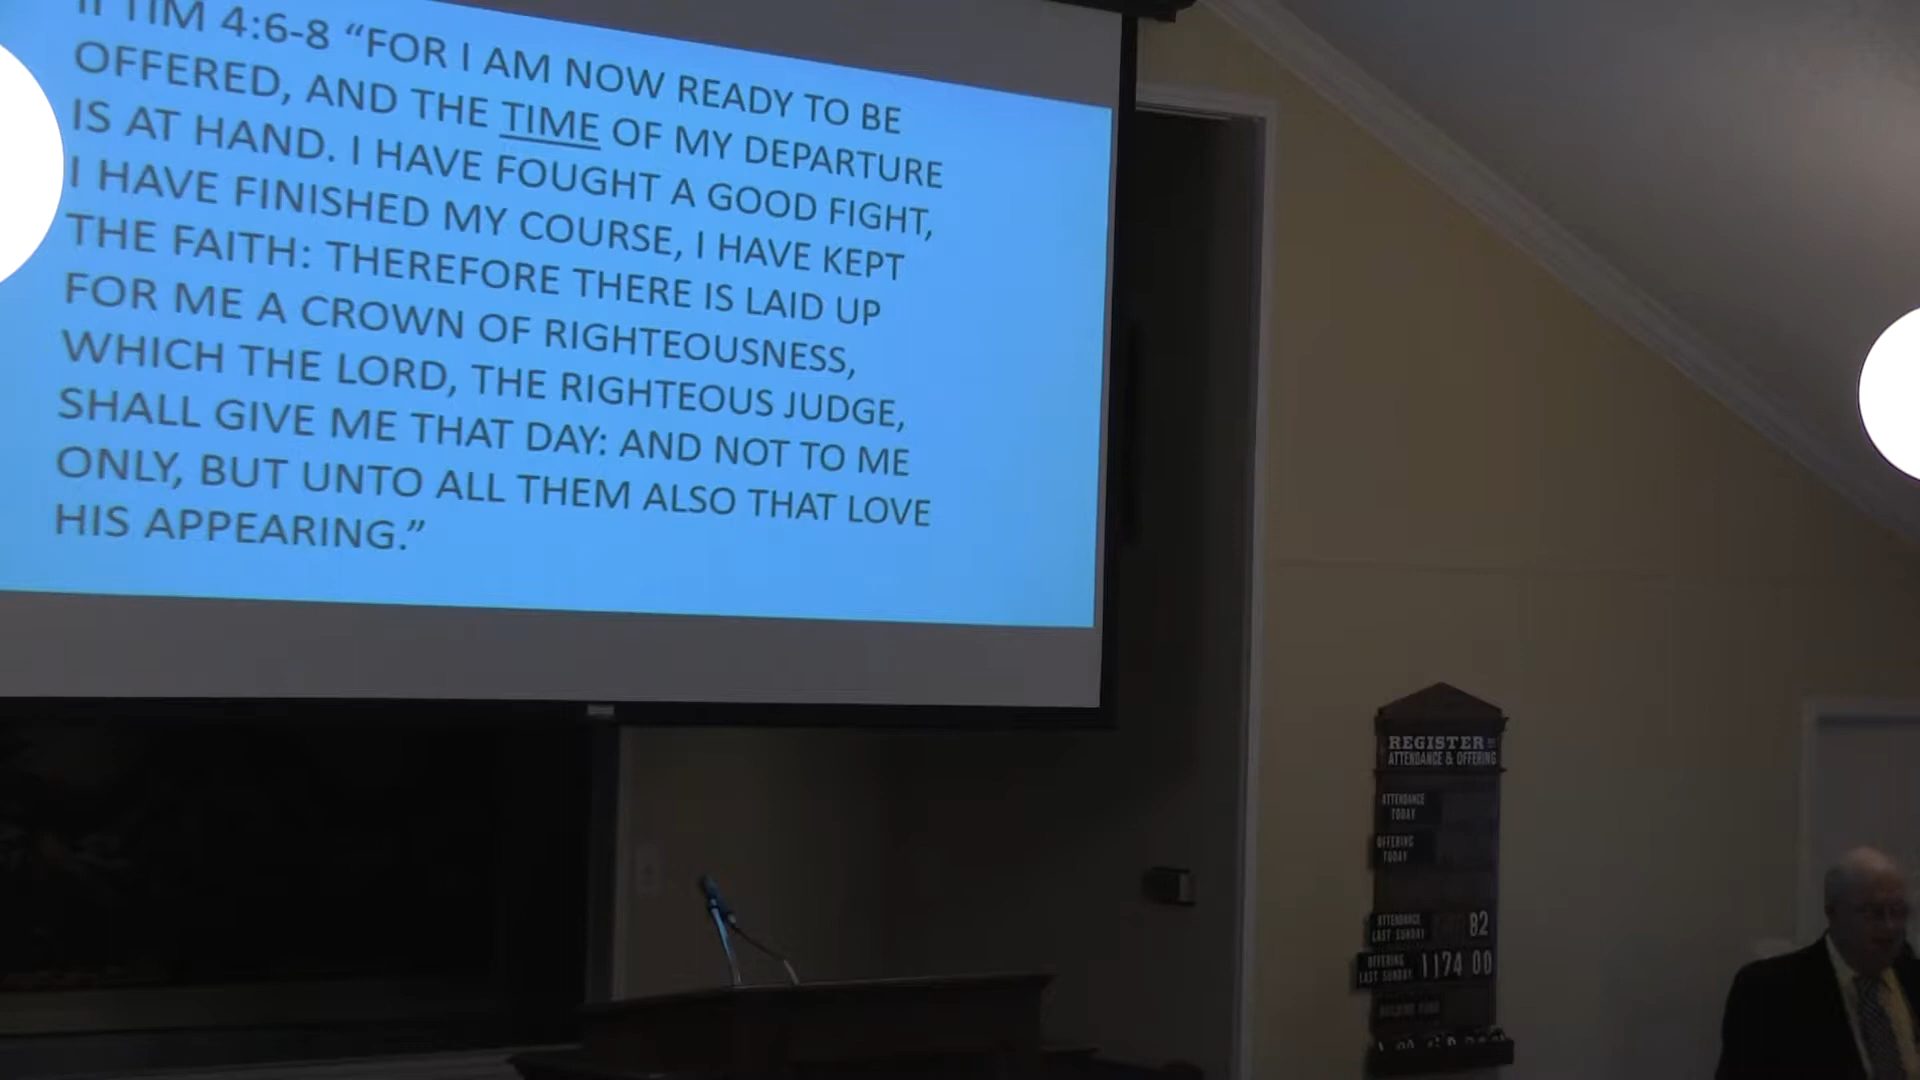 II TIM 4:6-8 “FOR I AM NOW READY TO BE
OFFERED, AND THE TIME OF MY DEPARTURE
IS AT HAND. I HAVE FOUGHT A GOOD FIGHT,
I HAVE FINISHED MY COURSE, I HAVE KEPT
THE FAITH: THEREFORE THERE IS LAID UP
FOR ME A CROWN OF RIGHTEOUSNESS,
WHICH THE LORD, THE RIGHTEOUS JUDGE,
SHALL GIVE ME THAT DAY: AND NOT TO ME
ONLY, BUT UNTO ALL THEM ALSO THAT LOVE
HIS APPEARING.”
REGISTER OF
ATTENDANCE & OFFERING
ATTENDANCE
TODAY
OFFERING
TODAY
ATTENDANCE
LAST SUNDAY 82
OFFERING
LAST SUNDAY 1174 00
BUILDING FUND